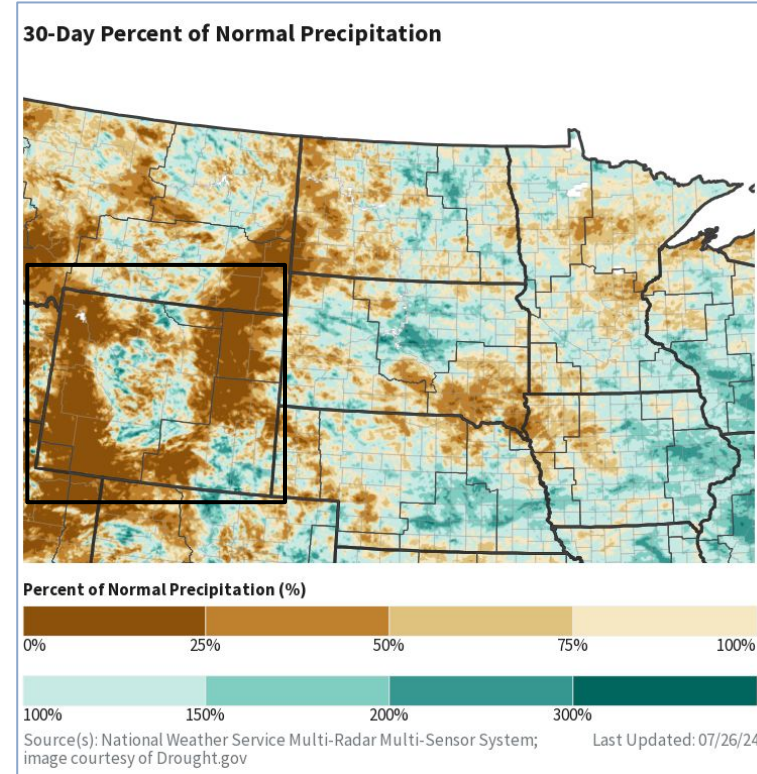 30-Day Percent of Normal Precipitation
Percent of Normal Precipitation (%)
0% 25% 50% 75% 100%
100% 150% 200% 300%
Source(s): National Weather Service Multi-Radar Multi-Sensor System; Last Updated: 07/26/24
image courtesy of Drought.gov